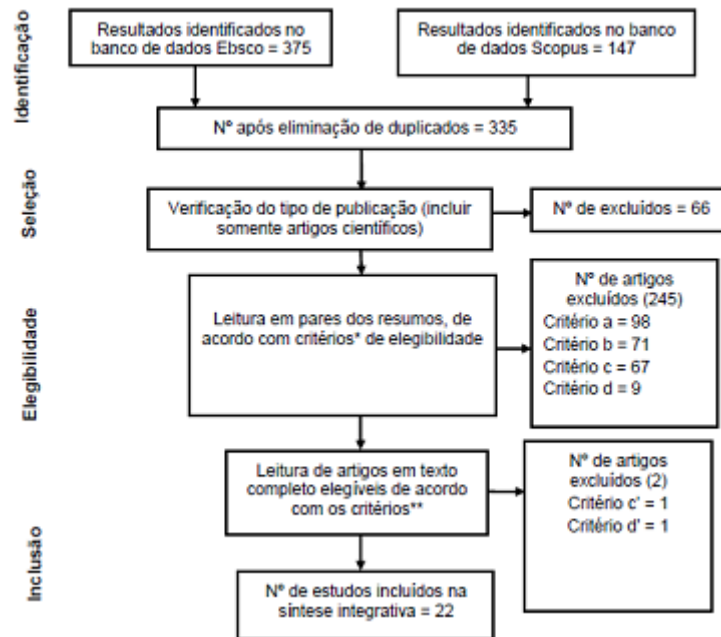 Identificação
Resultados identificados no
banco de dados Ebsco = 375
Resultados identificados no banco
de dados Scopus = 147
Nº após eliminação de duplicados = 335
Seleção
Verificação do tipo de publicação (incluir
somente artigos científicos)
Nº de excluídos = 66
Elegibilidade
Leitura em pares dos resumos, de
acordo com critérios* de elegibilidade
Nº de artigos
excluídos (245)
Critério a = 98
Critério b = 71
Critério c = 67
Critério d = 9
Leitura de artigos em texto
completo elegíveis de acordo
com os critérios**
Nº de artigos
excluídos (2)
Critério c' = 1
Critério d' = 1
Inclusão
Nº de estudos incluídos na
síntese integrativa = 22